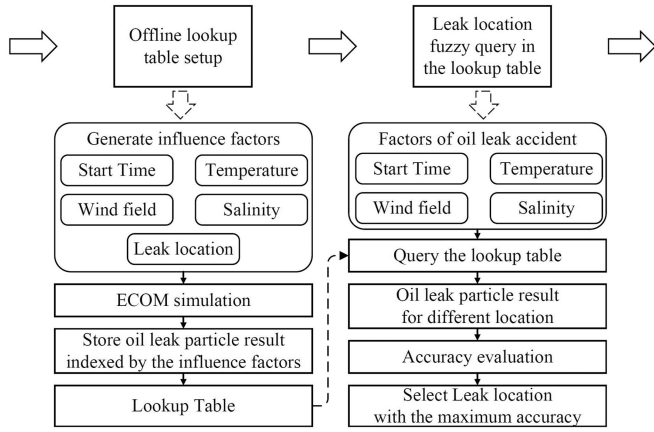 Offline lookup
table setup
Leak location
fuzzy query in
the lookup table
Generate influence factors
Start Time
Temperature
Wind field
Salinity
Leak location
ECOM simulation
Store oil leak particle result
indexed by the influence factors
Lookup Table
Factors of oil leak accident
Start Time
Temperature
Wind field
Salinity
Query the lookup table
Oil leak particle result
for different location
Accuracy evaluation
Select Leak location
with the maximum accuracy